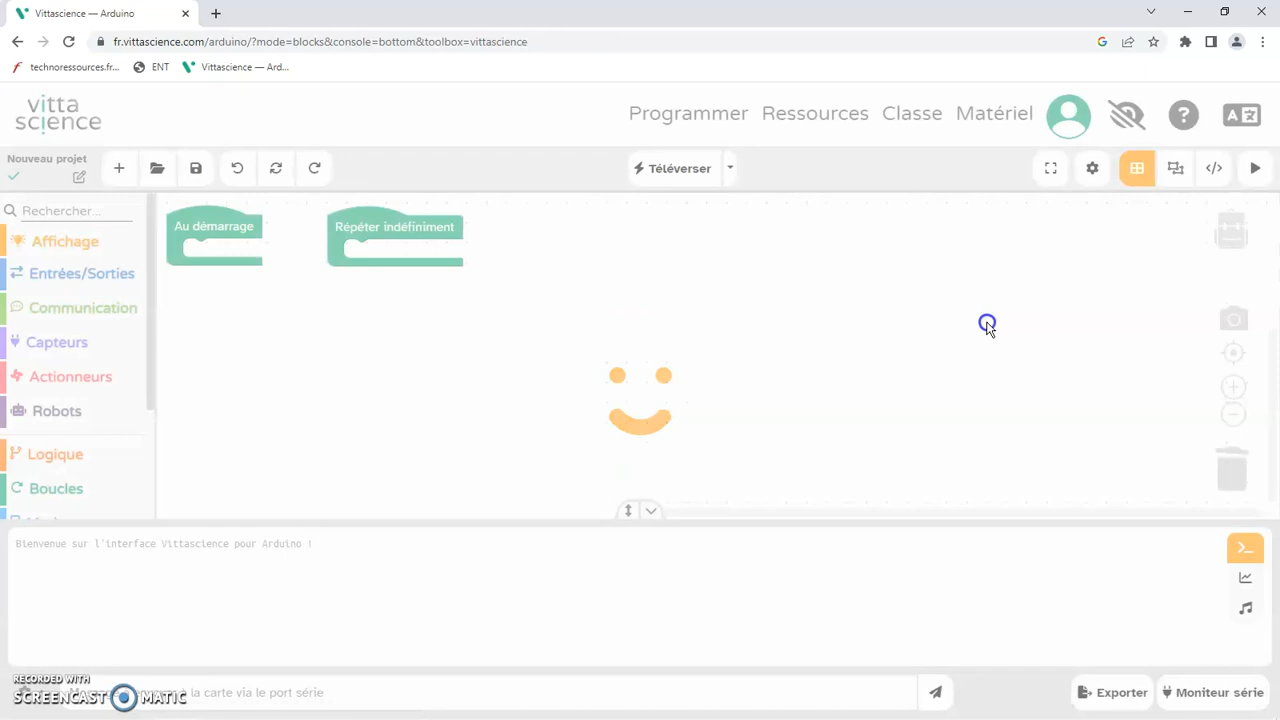 Vittascience — Arduino
fr.vittascience.com/arduino/?mode=blocks&console=bottom&toolbox=vittascience
technoressources.fr... ENT Vittascience — Ard...
vitta
science
Programmer Ressources Classe Matériel
Nouveau projet
Téléverser
Rechercher...
Affichage
Entrées/Sorties
Communication
Capteurs
Actionneurs
Robots
Logique
Boucles
Au démarrage
Répéter indéfiniment
Bienvenue sur l'interface Vittascience pour Arduino !
la carte via le port série
Exporter
Moniteur série
RECORDED WITH
SCREENCAST MATIC